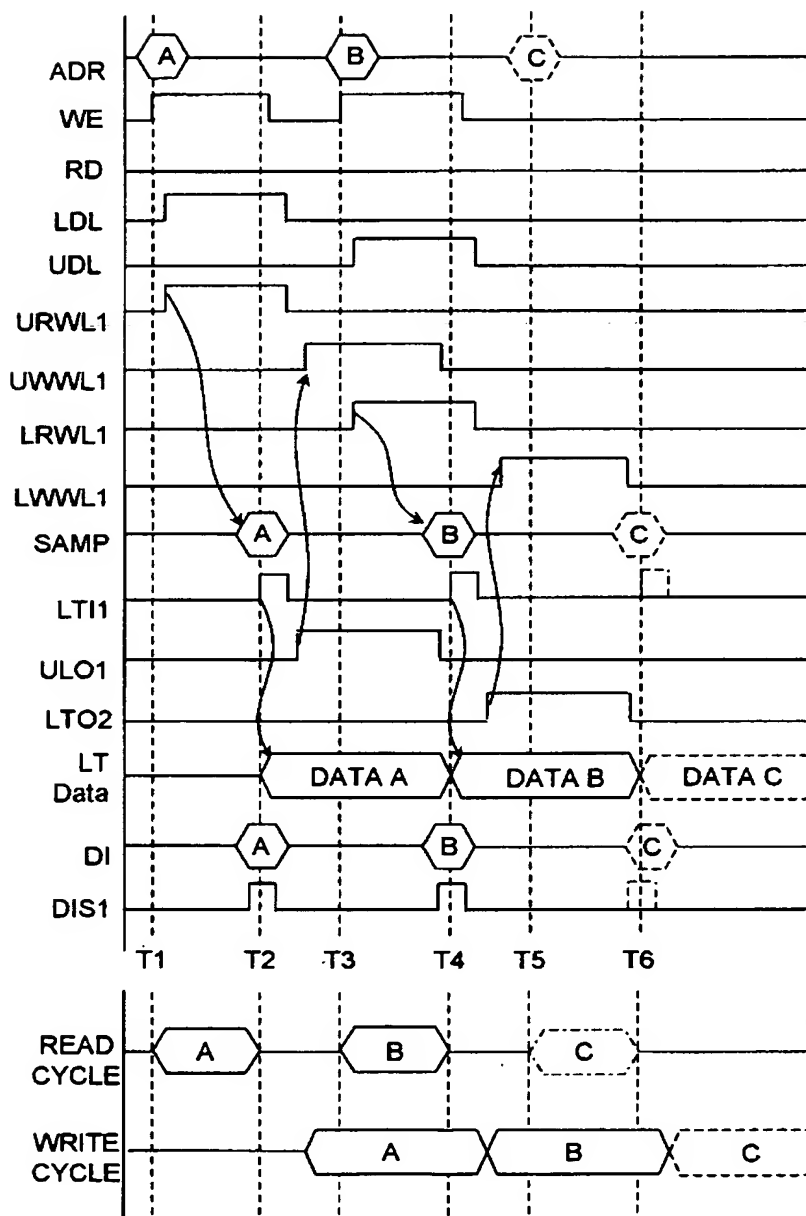 ADR A B C
WE
RD
LDL
UDL
URWL1
UWWL1
LRWL1
LWWL1
SAMP A B C
LTI1
ULO1
LTO2
LT
Data DATA A DATA B DATA C
DI A B C
DIS1
T1 T2 T3 T4 T5 T6
READ
CYCLE A B C
WRITE
CYCLE A B C